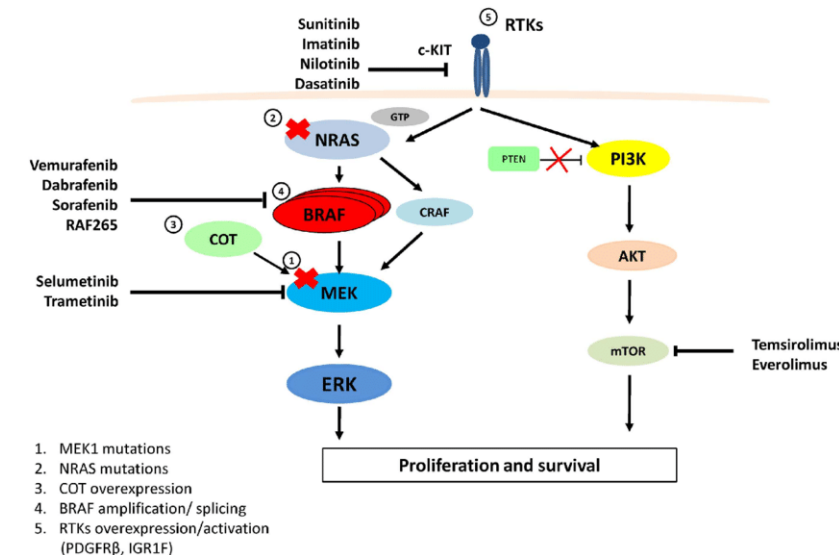 Sunitinib
Imatinib
Nilotinib
Dasatinib
c-KIT
5
RTKs
2
GTP
NRAS
PTEN
PI3K
Vemurafenib
Dabrafenib
Sorafenib
RAF265
4
BRAF
CRAF
3
COT
AKT
1
Selumetinib
Trametinib
MEK
mTOR
Temsirolimus
Everolimus
ERK
Proliferation and survival
1. MEK1 mutations
2. NRAS mutations
3. COT overexpression
4. BRAF amplification/ splicing
5. RTKs overexpression/activation
(PDGFRβ, IGR1F)